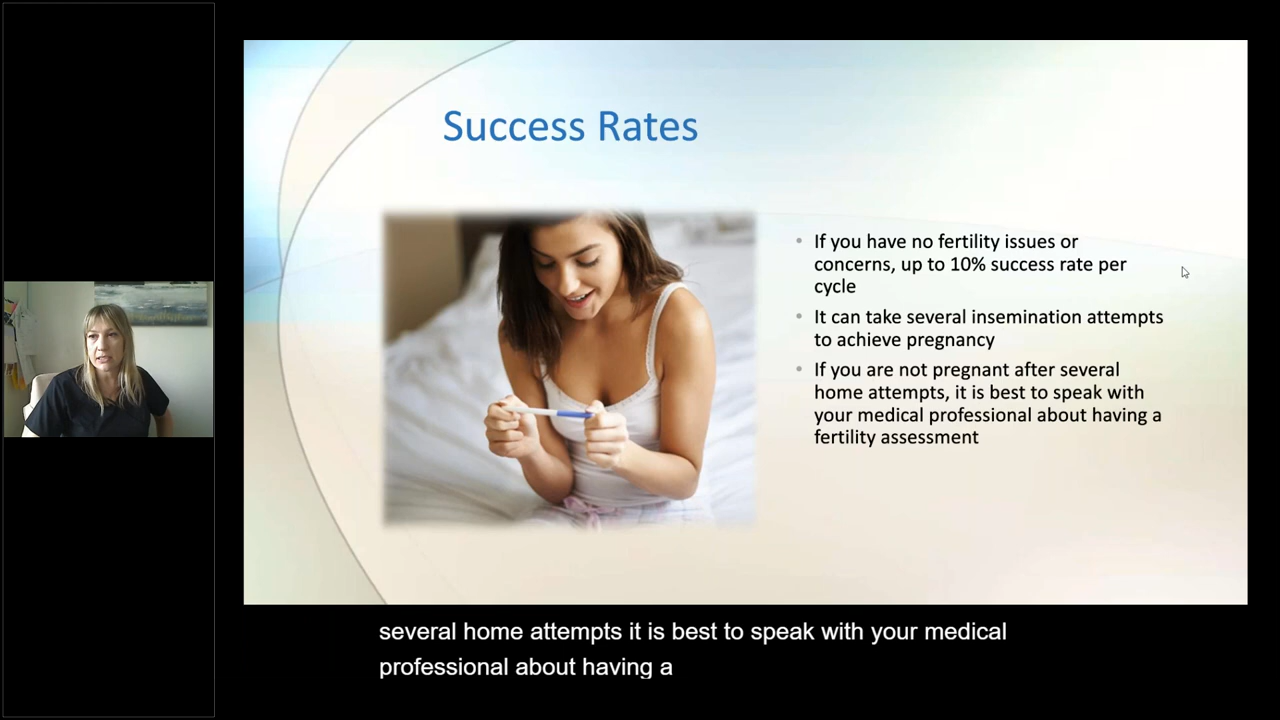 Success Rates
If you have no fertility issues or
concerns, up to 10% success rate per
cycle
It can take several insemination attempts
to achieve pregnancy
If you are not pregnant after several
home attempts, it is best to speak with
your medical professional about having a
fertility assessment
several home attempts it is best to speak with your medical
professional about having a